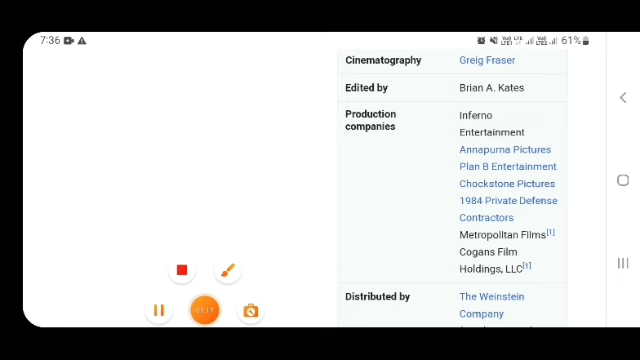 7:36
61%
Cinematography Greig Fraser
Edited by Brian A. Kates
Production companies Inferno
Entertainment
Annapurna Pictures
Plan B Entertainment
Chockstone Pictures
1984 Private Defense
Contractors
Metropolitan Films[1]
Cogans Film
Holdings, LLC[1]
01:17
Distributed by The Weinstein
Company